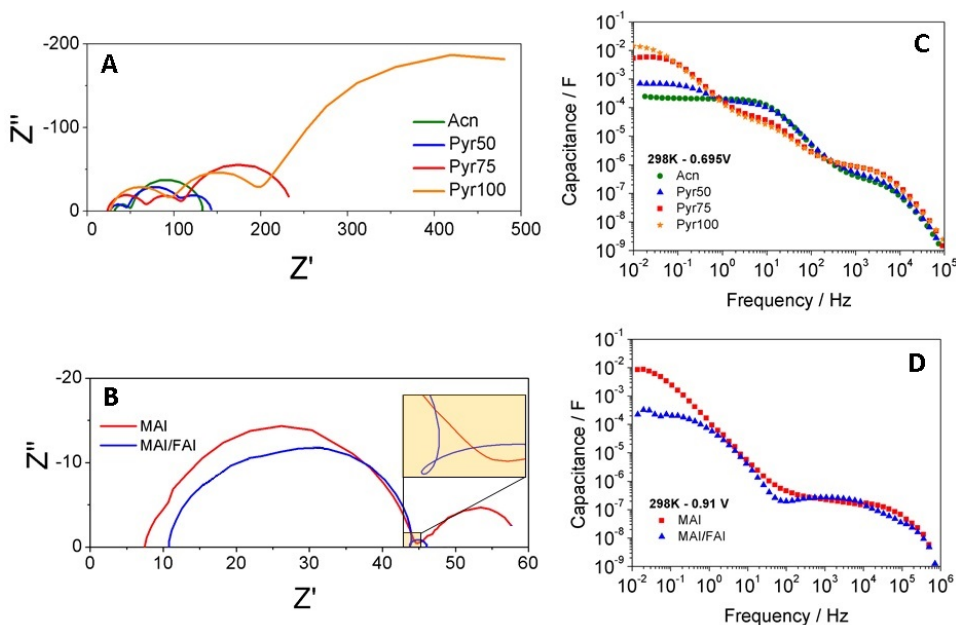 A
Z''
-200
-100
0
0 100 200 300 400 500
Z'
Acn
Pyr50
Pyr75
Pyr100
C
Capacitance / F
10^-1
10^-2
10^-3
10^-4
10^-5
10^-6
10^-7
10^-8
10^-9
298K - 0.695V
Acn
Pyr50
Pyr75
Pyr100
10^-2 10^-1 10^0 10^1 10^2 10^3 10^4 10^5
Frequency / Hz
B
Z''
-20
-10
0
0 10 20 30 40 50 60
Z'
MAI
MAI/FAI
D
Capacitance / F
10^-1
10^-2
10^-3
10^-4
10^-5
10^-6
10^-7
10^-8
10^-9
298K - 0.91 V
MAI
MAI/FAI
10^-2 10^-1 10^0 10^1 10^2 10^3 10^4 10^5 10^6
Frequency / Hz